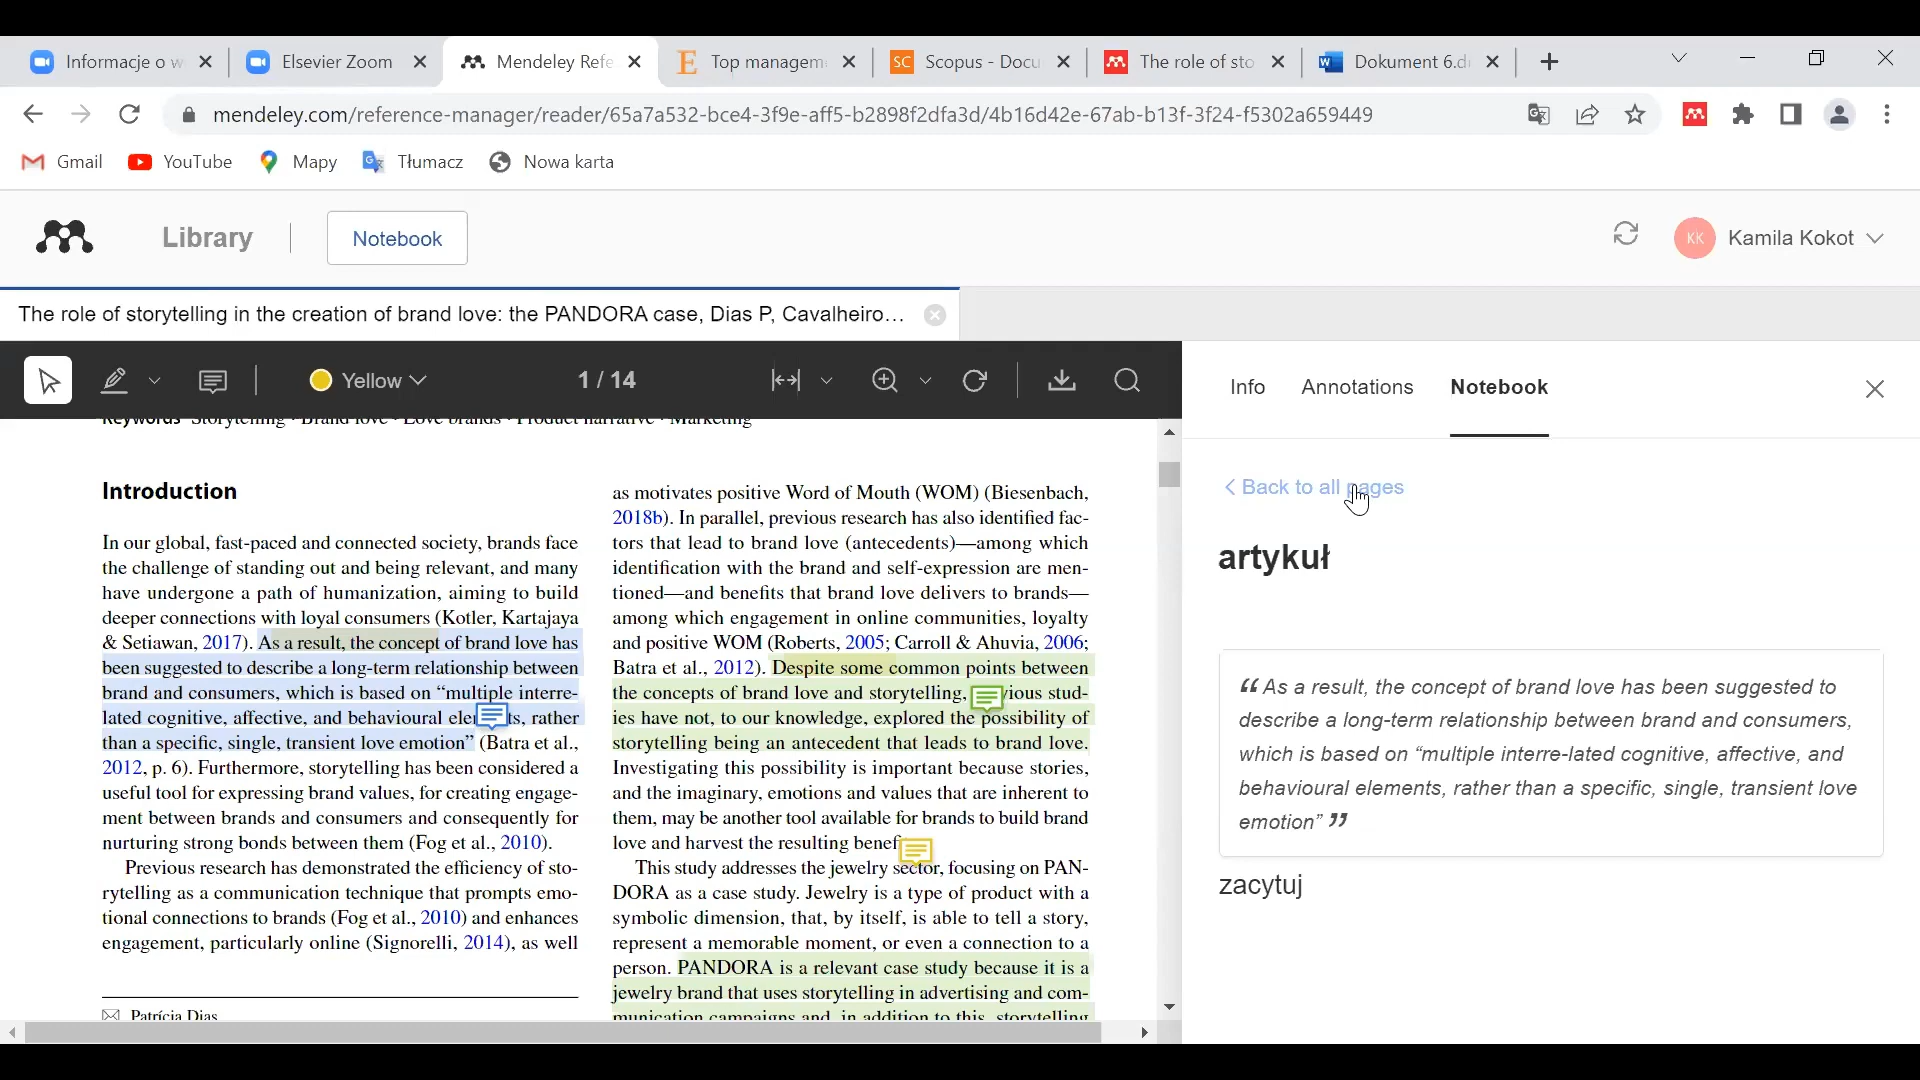 Informacje o w
Elsevier Zoom
Mendeley Refe
Top managem
Scopus - Docu
The role of sto
Dokument 6.d
mendeley.com/reference-manager/reader/65a7a532-bce4-3f9e-aff5-b2898f2dfa3d/4b16d42e-67ab-b13f-3f24-f5302a659449
Gmail
YouTube
Mapy
Tłumacz
Nowa karta
Library
Notebook
KK
Kamila Kokot
The role of storytelling in the creation of brand love: the PANDORA case, Dias P, Cavalheiro...
Yellow
1 / 14
Info
Annotations
Notebook
Keywords Storytelling · Brand love · Love brands · Product narrative · Marketing
Introduction
In our global, fast-paced and connected society, brands face
the challenge of standing out and being relevant, and many
have undergone a path of humanization, aiming to build
deeper connections with loyal consumers (Kotler, Kartajaya
& Setiawan, 2017). As a result, the concept of brand love has
been suggested to describe a long-term relationship between
brand and consumers, which is based on “multiple interre-
lated cognitive, affective, and behavioural ele ts, rather
than a specific, single, transient love emotion” (Batra et al.,
2012, p. 6). Furthermore, storytelling has been considered a
useful tool for expressing brand values, for creating engage-
ment between brands and consumers and consequently for
nurturing strong bonds between them (Fog et al., 2010).
Previous research has demonstrated the efficiency of sto-
rytelling as a communication technique that prompts emo-
tional connections to brands (Fog et al., 2010) and enhances
engagement, particularly online (Signorelli, 2014), as well
Patrícia Dias
as motivates positive Word of Mouth (WOM) (Biesenbach,
2018b). In parallel, previous research has also identified fac-
tors that lead to brand love (antecedents)—among which
identification with the brand and self-expression are men-
tioned—and benefits that brand love delivers to brands—
among which engagement in online communities, loyalty
and positive WOM (Roberts, 2005; Carroll & Ahuvia, 2006;
Batra et al., 2012). Despite some common points between
the concepts of brand love and storytelling, vious stud-
ies have not, to our knowledge, explored the possibility of
storytelling being an antecedent that leads to brand love.
Investigating this possibility is important because stories,
and the imaginary, emotions and values that are inherent to
them, may be another tool available for brands to build brand
love and harvest the resulting benef
This study addresses the jewelry sector, focusing on PAN-
DORA as a case study. Jewelry is a type of product with a
symbolic dimension, that, by itself, is able to tell a story,
represent a memorable moment, or even a connection to a
person. PANDORA is a relevant case study because it is a
jewelry brand that uses storytelling in advertising and com-
munication campaigns and, in addition to this, storytelling
Back to all pages
artykuł
“As a result, the concept of brand love has been suggested to
describe a long-term relationship between brand and consumers,
which is based on “multiple interre-lated cognitive, affective, and
behavioural elements, rather than a specific, single, transient love
emotion” ”
zacytuj